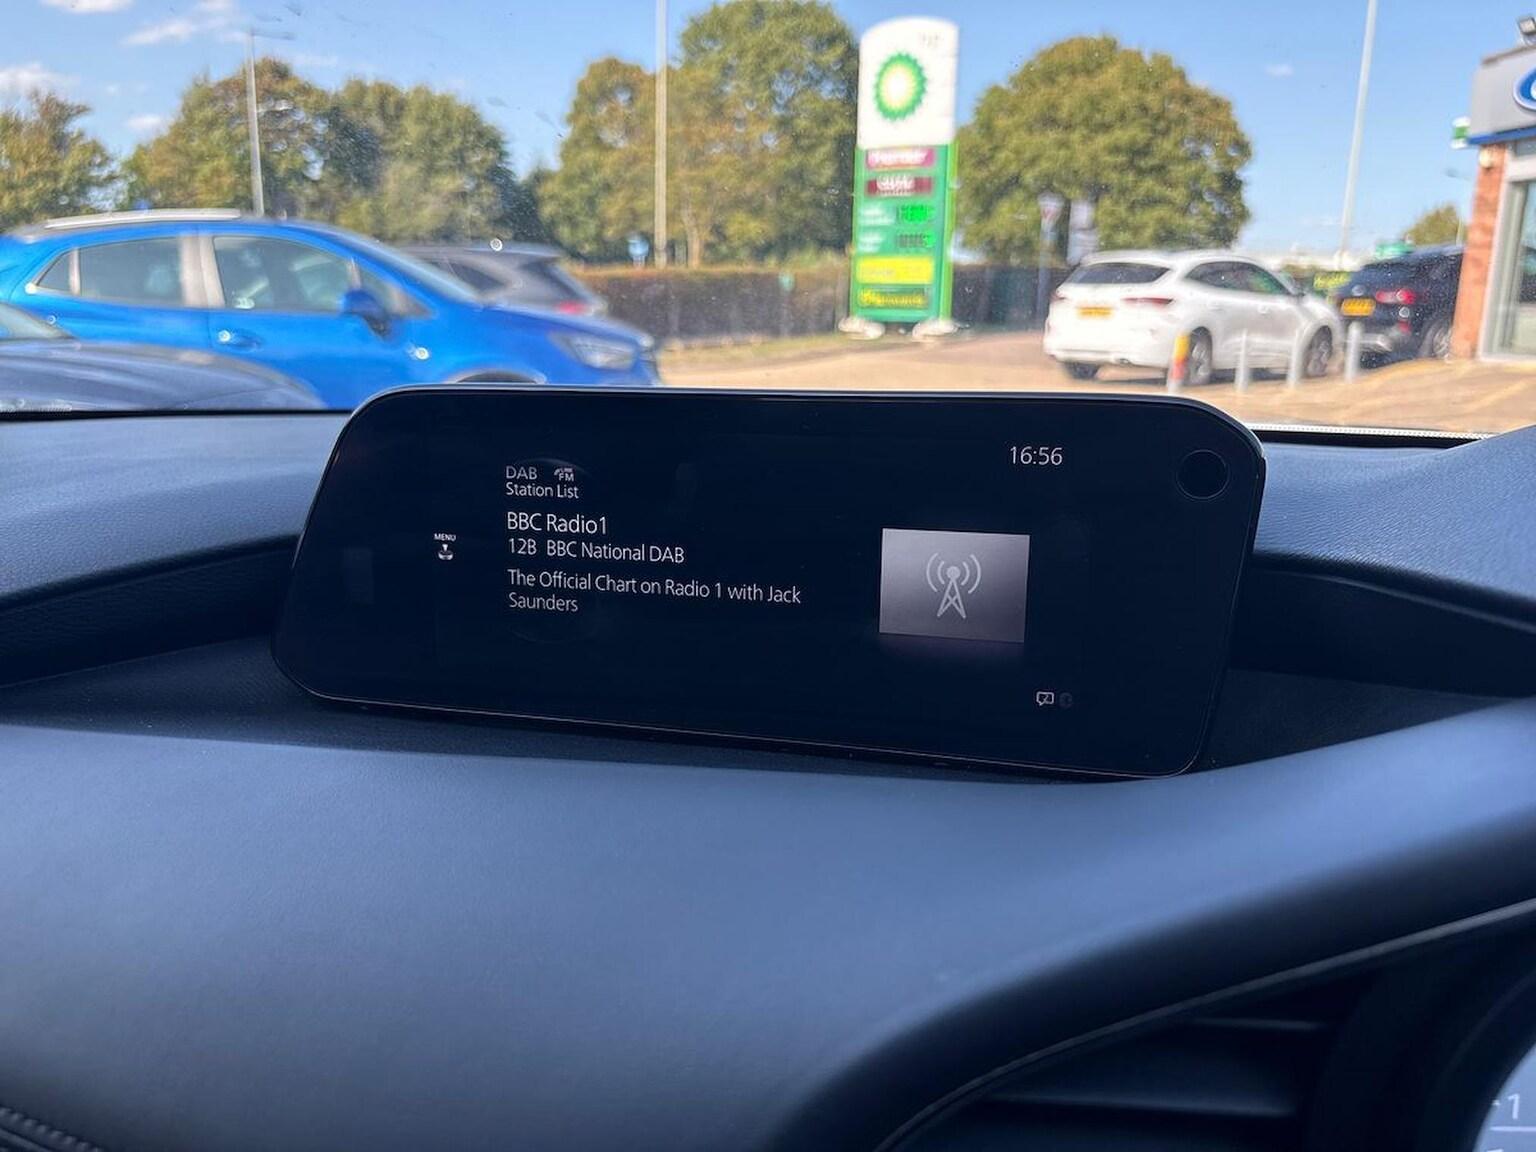 16:56
DAB FM
Station List
BBC Radio1
MENU
12B BBC National DAB
The Official Chart on Radio 1 with Jack
Saunders